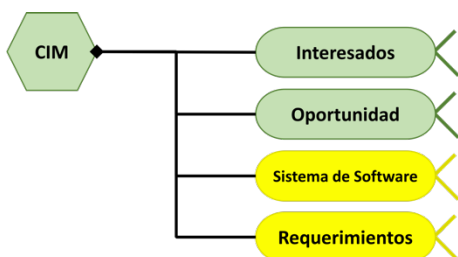 CIM
Interesados
Oportunidad
Sistema de Software
Requerimientos